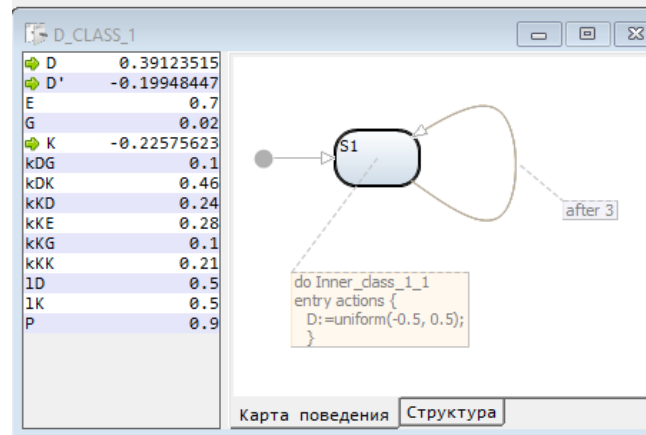 D_CLASS_1
D 0.39123515
D' -0.19948447
E 0.7
G 0.02
K -0.22575623
kDG 0.1
kDK 0.46
kKD 0.24
kKE 0.28
kKG 0.1
kKK 0.21
lD 0.5
lK 0.5
P 0.9
S1
after 3
do Inner_class_1_1
entry actions {
D:=uniform(-0.5, 0.5);
}
Карта поведения Структура